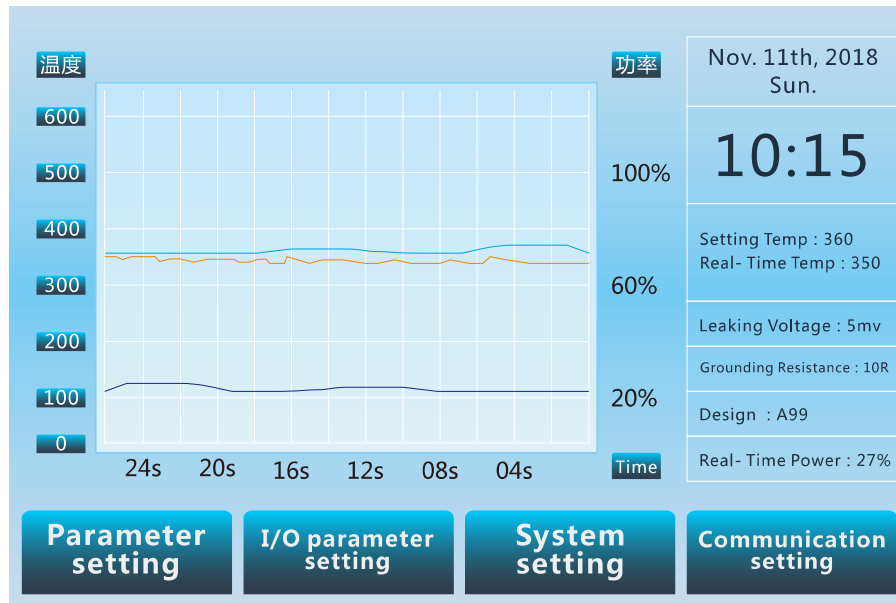 温度
600
500
400
300
200
100
0
24s 20s 16s 12s 08s 04s
功率
100%
60%
20%
Time
Nov. 11th, 2018
Sun.
10:15
Setting Temp : 360
Real- Time Temp : 350
Leaking Voltage : 5mv
Grounding Resistance : 10R
Design : A99
Real- Time Power : 27%
Parameter
setting
I/O parameter
setting
System
setting
Communication
setting